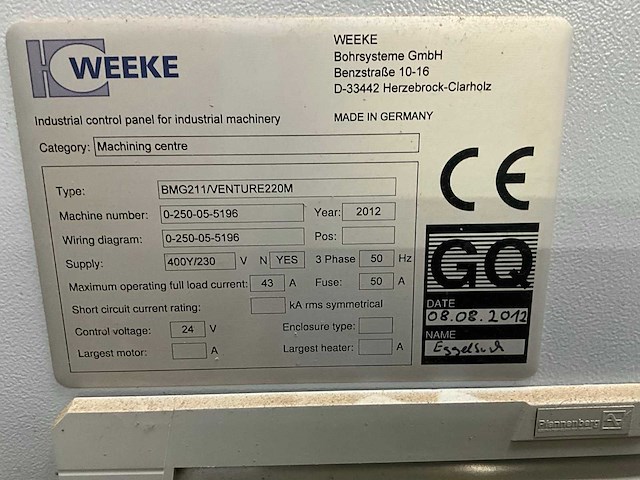 WEEKE
WEEKE
Bohrsysteme GmbH
Benzstraße 10-16
D-33442 Herzebrock-Clarholz
Industrial control panel for industrial machinery
MADE IN GERMANY
Category: Machining centre
Type: BMG211/VENTURE220M
Machine number: 0-250-05-5196 Year: 2012
Wiring diagram: 0-250-05-5196 Pos:
Supply: 400Y/230 V N YES 3 Phase 50 Hz
Maximum operating full load current: 43 A Fuse: 50 A
Short circuit current rating: kA rms symmetrical
Control voltage: 24 V Enclosure type:
Largest motor: A Largest heater: A
CE
GQ
DATE
08.08.2012
NAME
Pfannenberg